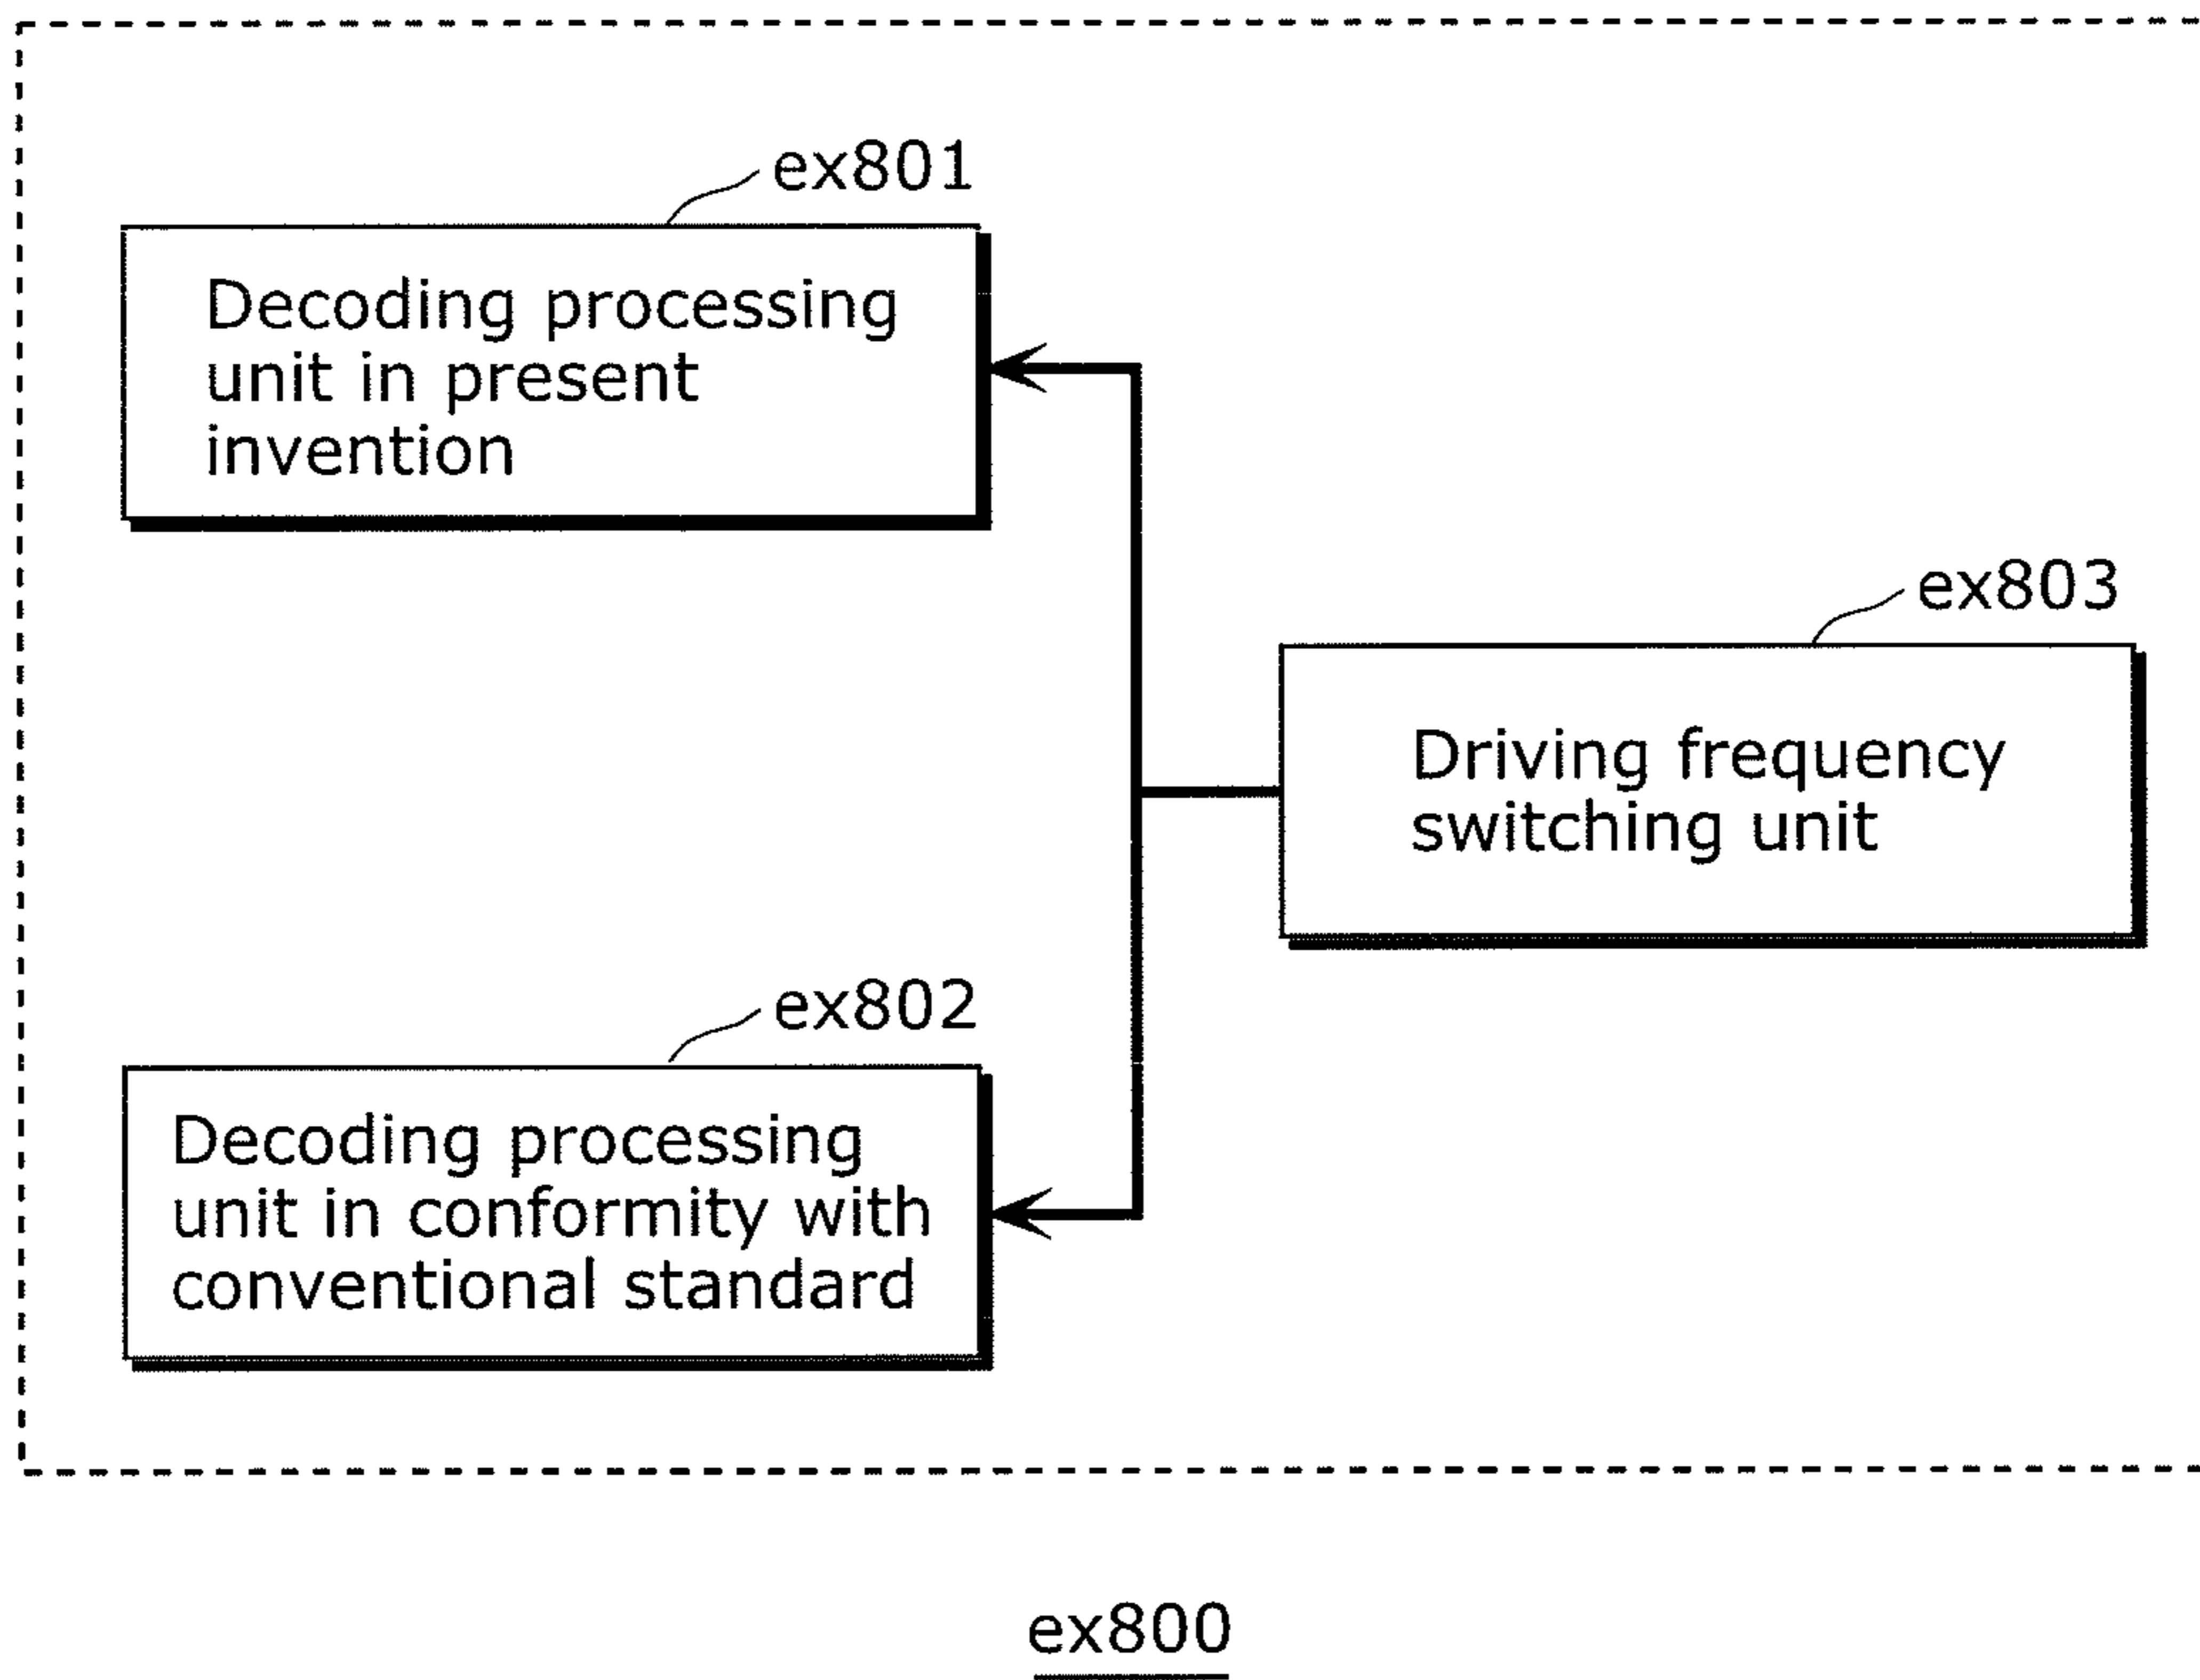 ex801
Decoding processing
unit in present
invention
ex803
Driving frequency
switching unit
ex802
Decoding processing
unit in conformity with
conventional standard
ex800